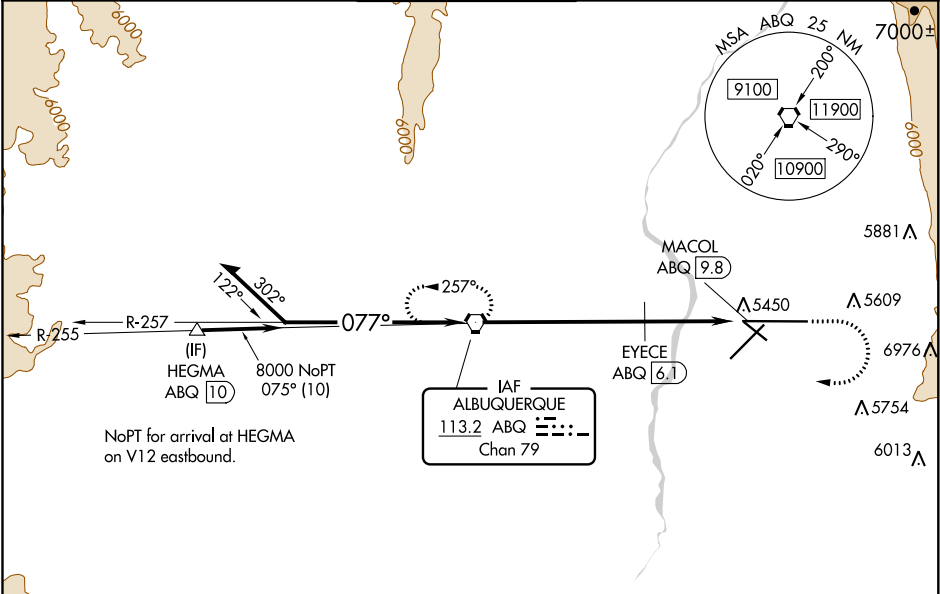 6000
6000
6000
6000
MSA ABQ 25 NM
200°
9100
11900
290°
020°
10900
7000±
5881
MACOL
ABQ 9.8
5450
5609
6976
5754
6013
302°
122°
257°
R-257
R-255
077°
(IF)
HEGMA
ABQ 10
8000 NoPT
075° (10)
EYECE
ABQ 6.1
IAF
ALBUQUERQUE
113.2 ABQ
Chan 79
NoPT for arrival at HEGMA
on V12 eastbound.